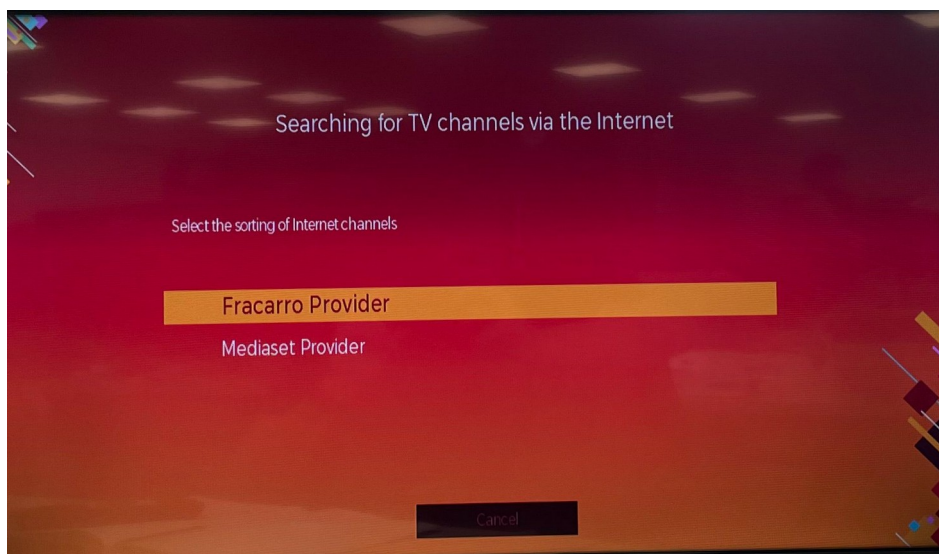 Searching for TV channels via the Internet
Select the sorting of Internet channels
Fracarro Provider
Mediaset Provider
Cancel